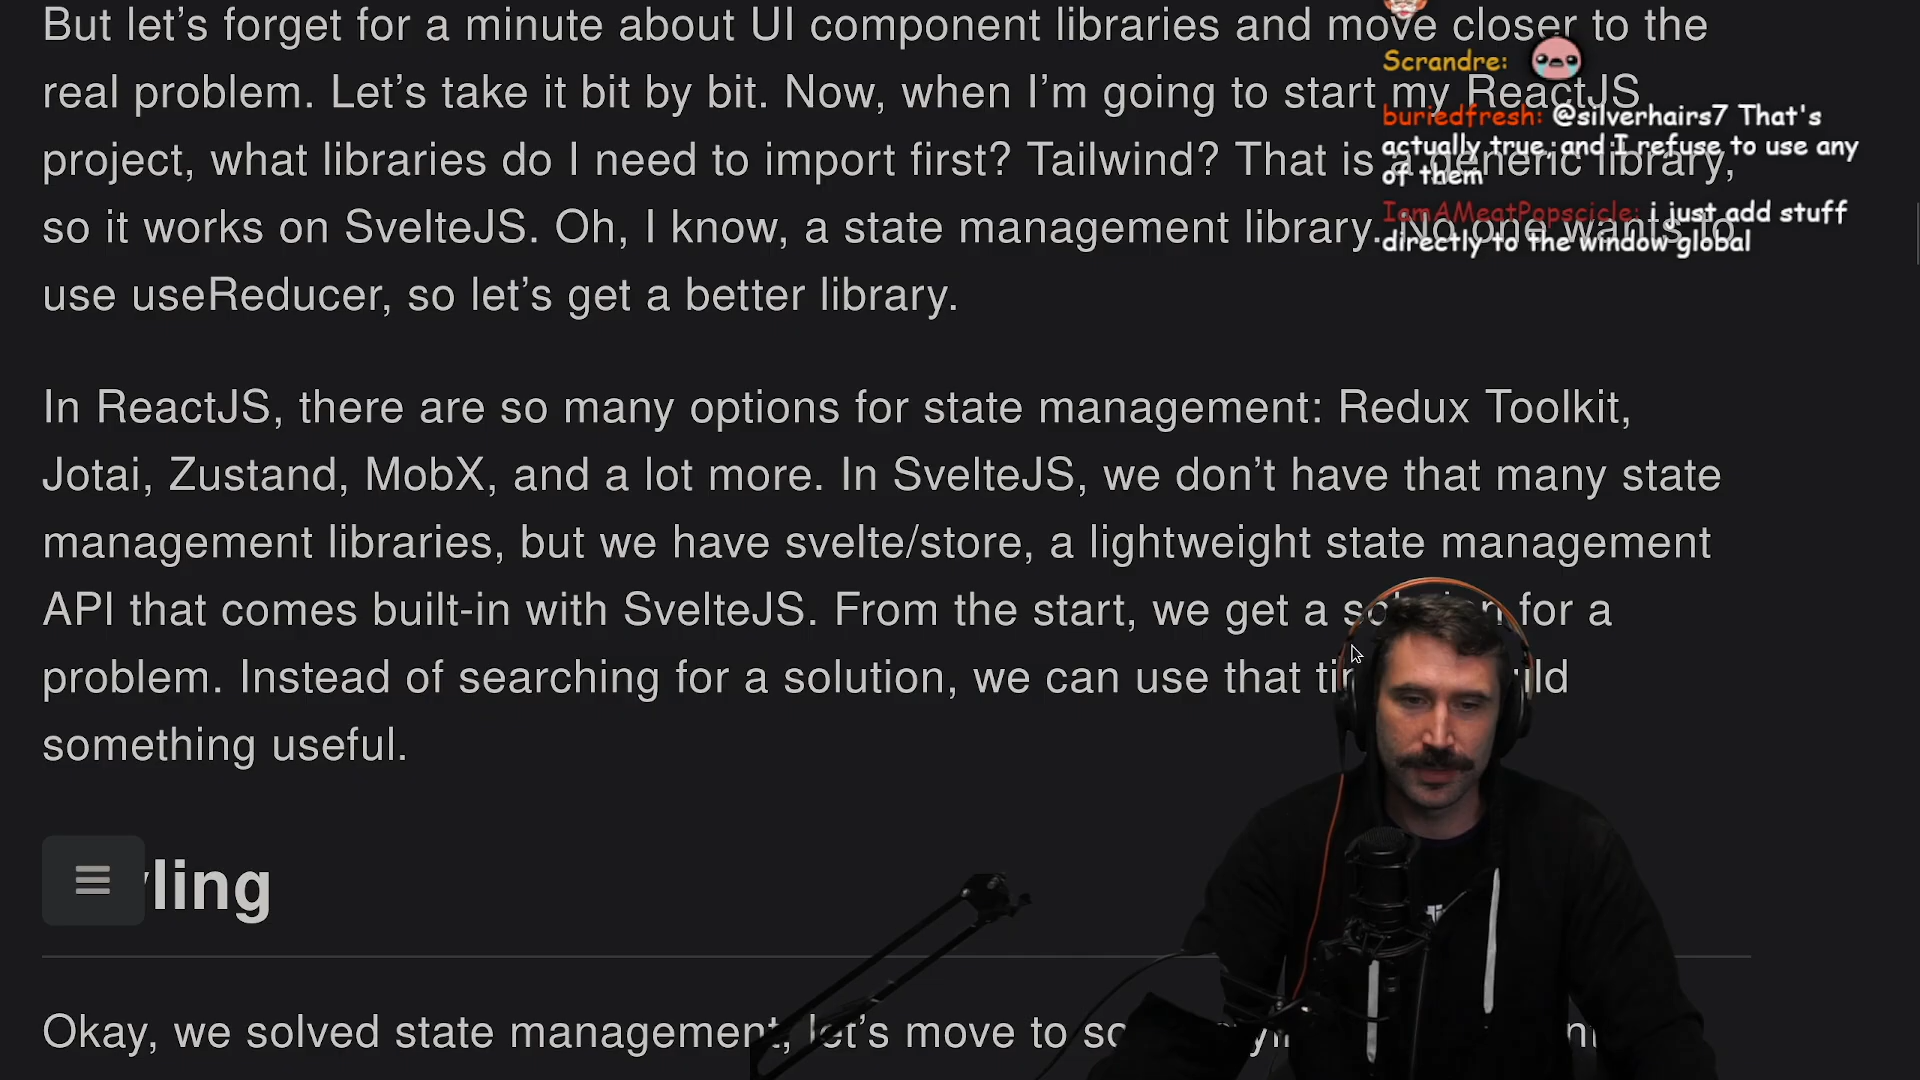 But let’s forget for a minute about UI component libraries and move closer to the
real problem. Let’s take it bit by bit. Now, when I’m going to start my ReactJS
project, what libraries do I need to import first? Tailwind? That is a generic library,
so it works on SvelteJS. Oh, I know, a state management library. No one wants to
use useReducer, so let’s get a better library.
Scrandre:
buriedfresh: @silverhairs7 That's
actually true, and I refuse to use any
of them
IamAMeatPopscicle: i just add stuff
directly to the window global
In ReactJS, there are so many options for state management: Redux Toolkit,
Jotai, Zustand, MobX, and a lot more. In SvelteJS, we don’t have that many state
management libraries, but we have svelte/store, a lightweight state management
API that comes built-in with SvelteJS. From the start, we get a solution for a
problem. Instead of searching for a solution, we can use that
something useful.
ling
Okay, we solved state management, let’s move to